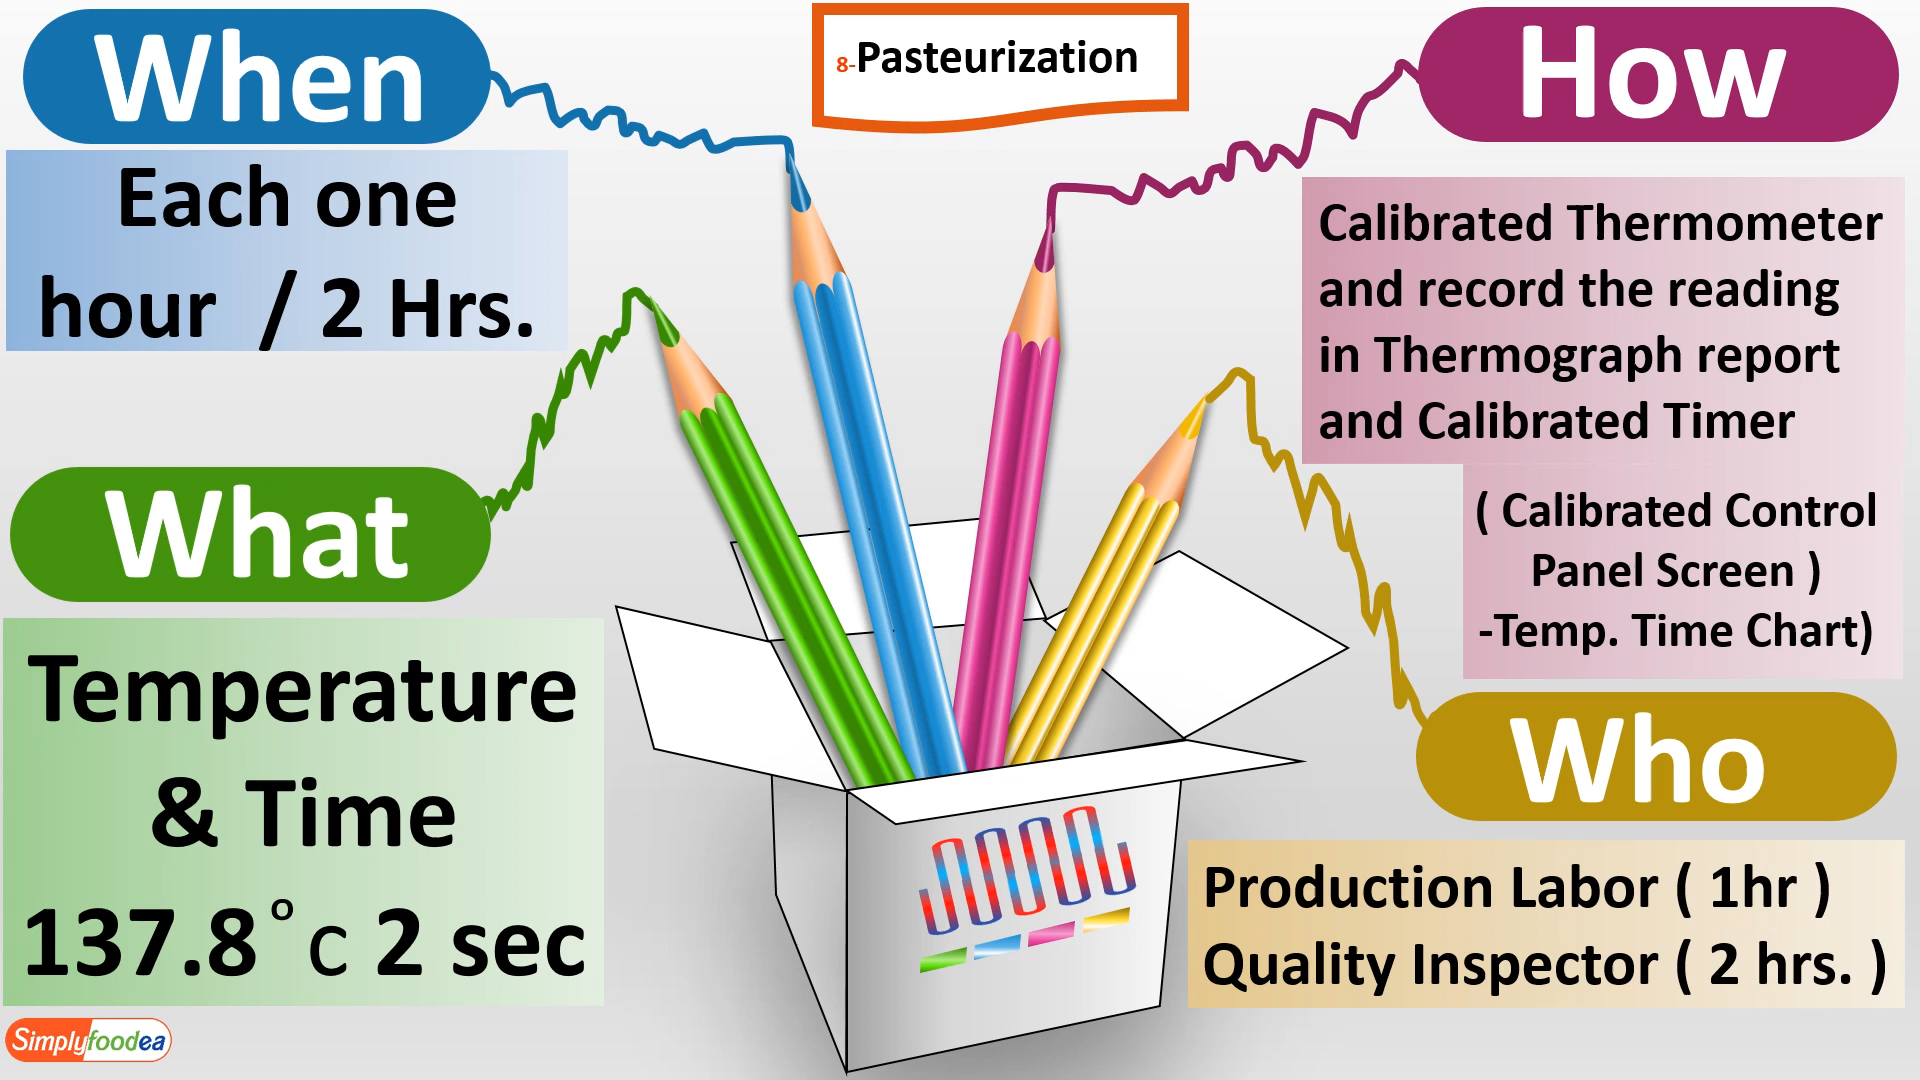 8-Pasteurization
When
Each one
hour / 2 Hrs.
What
Temperature
& Time
137.8° c 2 sec
How
Calibrated Thermometer
and record the reading
in Thermograph report
and Calibrated Timer
( Calibrated Control
Panel Screen )
-Temp. Time Chart)
Who
Production Labor ( 1hr )
Quality Inspector ( 2 hrs. )
Simplyfoodea